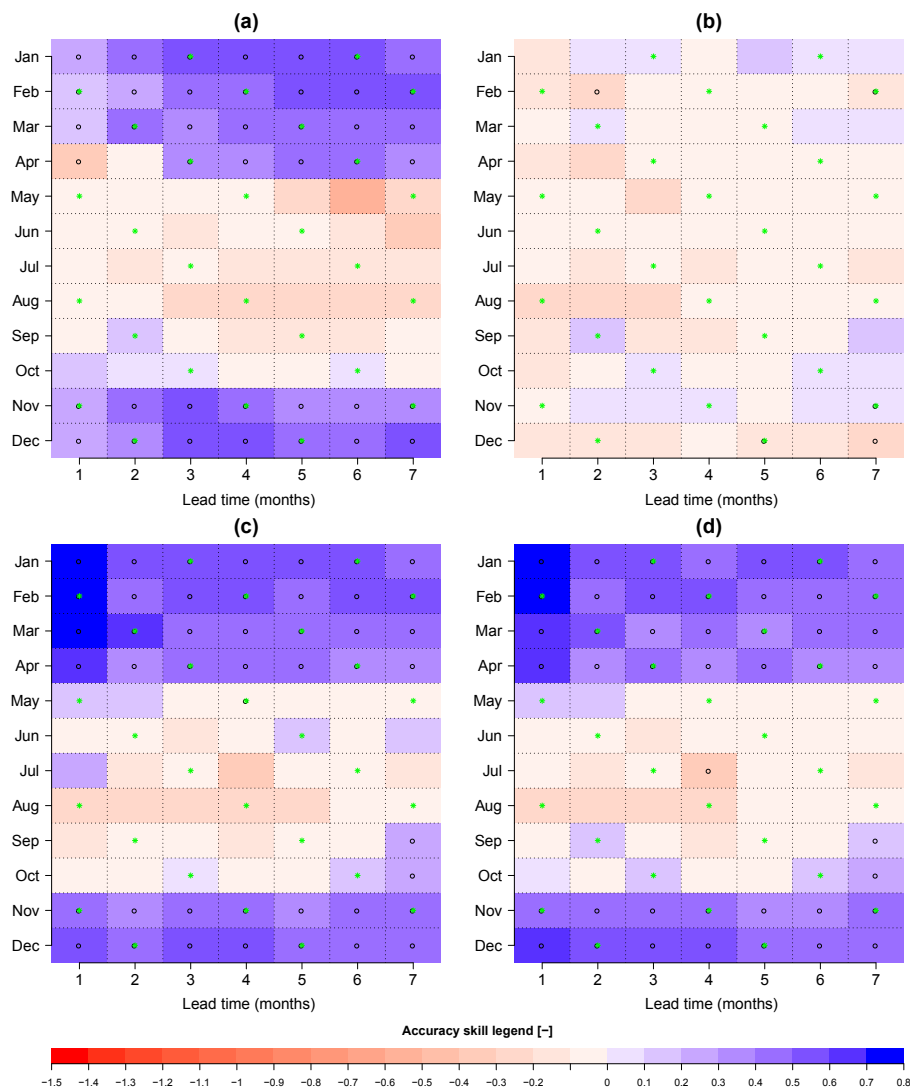 (a)
(b)
Jan
Feb
Mar
Apr
May
Jun
Jul
Aug
Sep
Oct
Nov
Dec
1 2 3 4 5 6 7
Lead time (months)
Jan
Feb
Mar
Apr
May
Jun
Jul
Aug
Sep
Oct
Nov
Dec
1 2 3 4 5 6 7
Lead time (months)
(c)
(d)
Jan
Feb
Mar
Apr
May
Jun
Jul
Aug
Sep
Oct
Nov
Dec
1 2 3 4 5 6 7
Lead time (months)
Jan
Feb
Mar
Apr
May
Jun
Jul
Aug
Sep
Oct
Nov
Dec
1 2 3 4 5 6 7
Lead time (months)
Accuracy skill legend [−]
−1.5 −1.4 −1.3 −1.2 −1.1 −1 −0.9 −0.8 −0.7 −0.6 −0.5 −0.4 −0.3 −0.2 −0.1 0 0.1 0.2 0.3 0.4 0.5 0.6 0.7 0.8